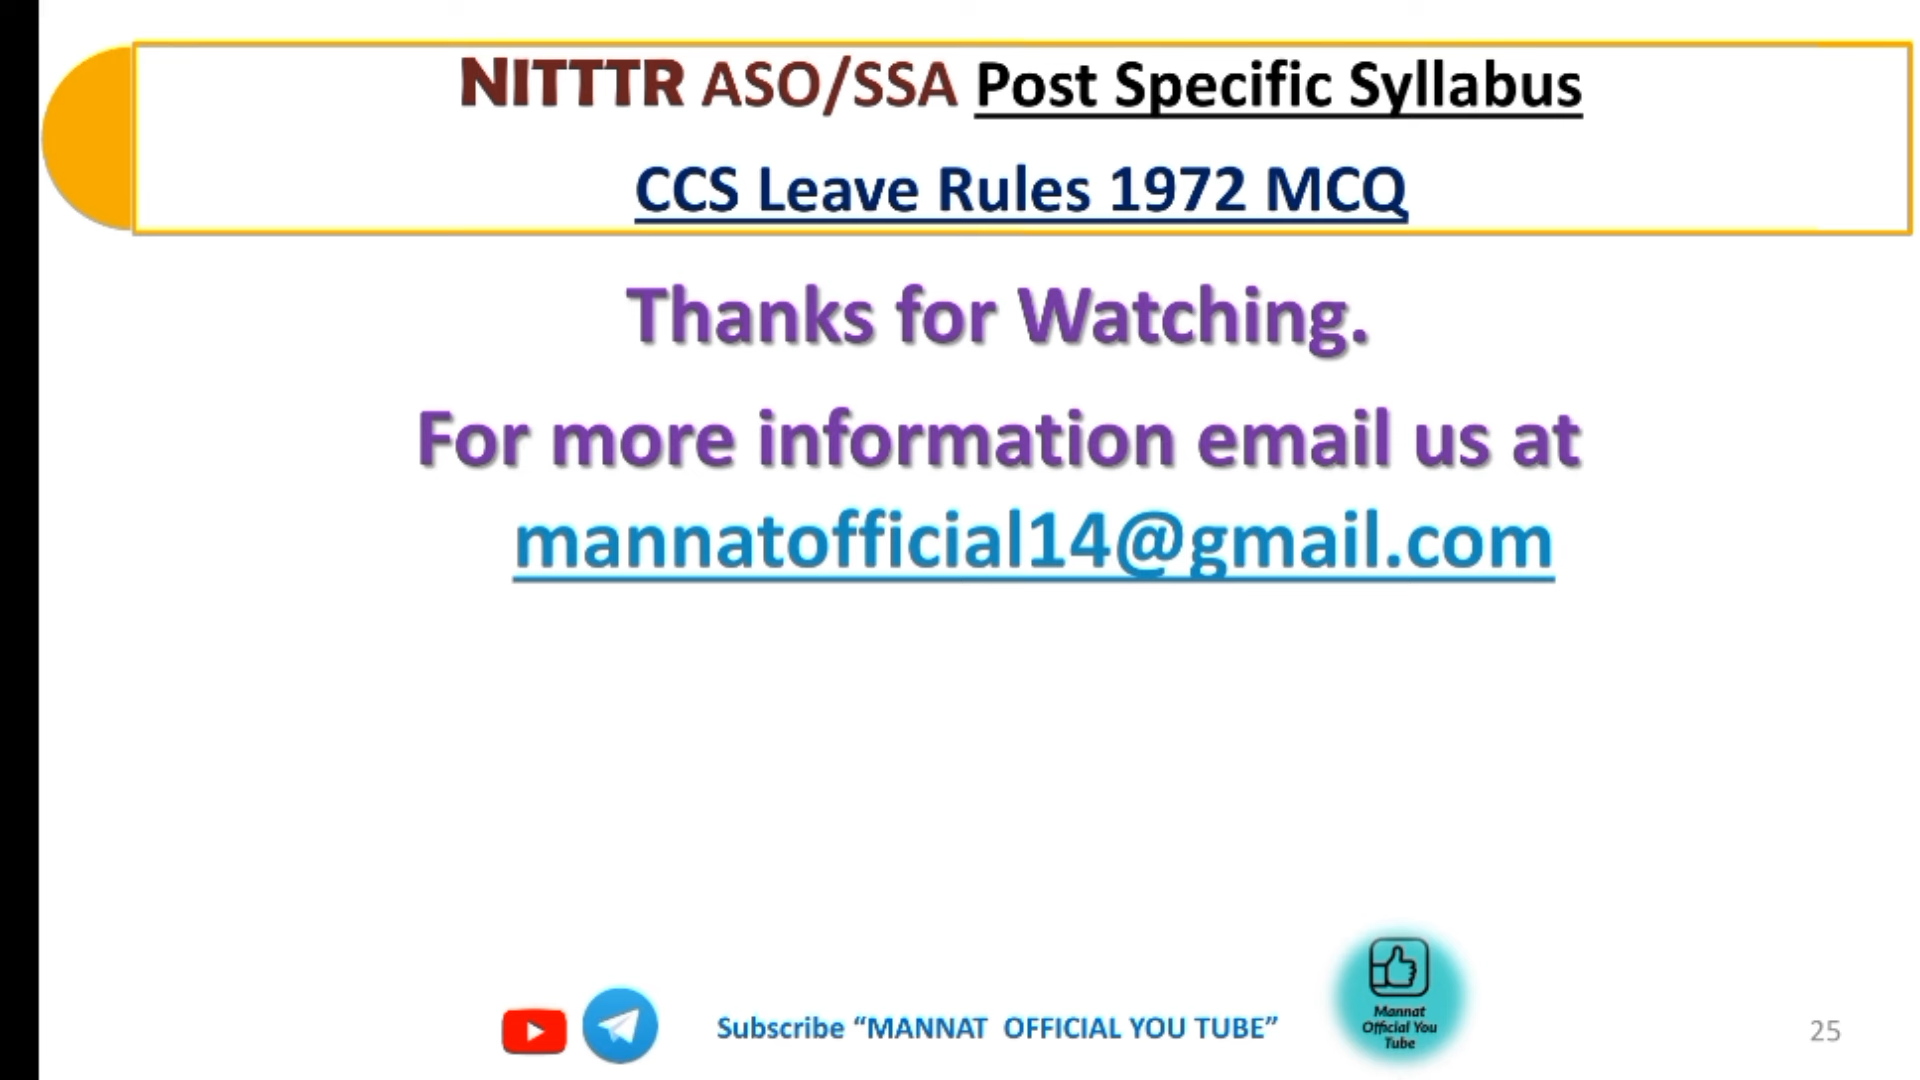 NITTTR ASO/SSA Post Specific Syllabus
CCS Leave Rules 1972 MCQ
Thanks for Watching.
For more information email us at
mannatofficial14@gmail.com
Subscribe “MANNAT OFFICIAL YOU TUBE”
Mannat
Official You
Tube
25